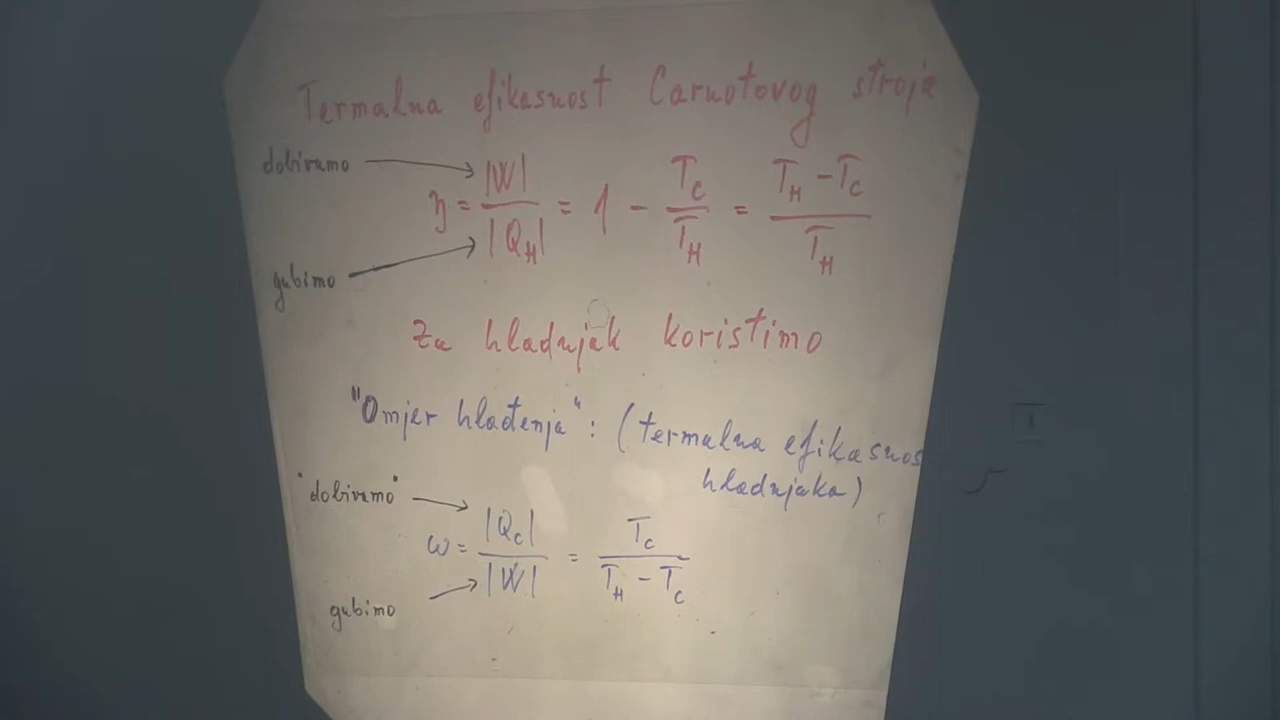 Termalna efikasnost Carnotovog stroja
dobivamo
η = |W| / |Q_H| = 1 - T_C / T_H = (T_H - T_C) / T_H
gubimo
Za hladnjak koristimo
"Omjer hlađenja": (termalna efikasnos
hladnjaka)
"dobivamo"
ω = |Q_C| / |W| = T_C / (T_H - T_C)
gubimo